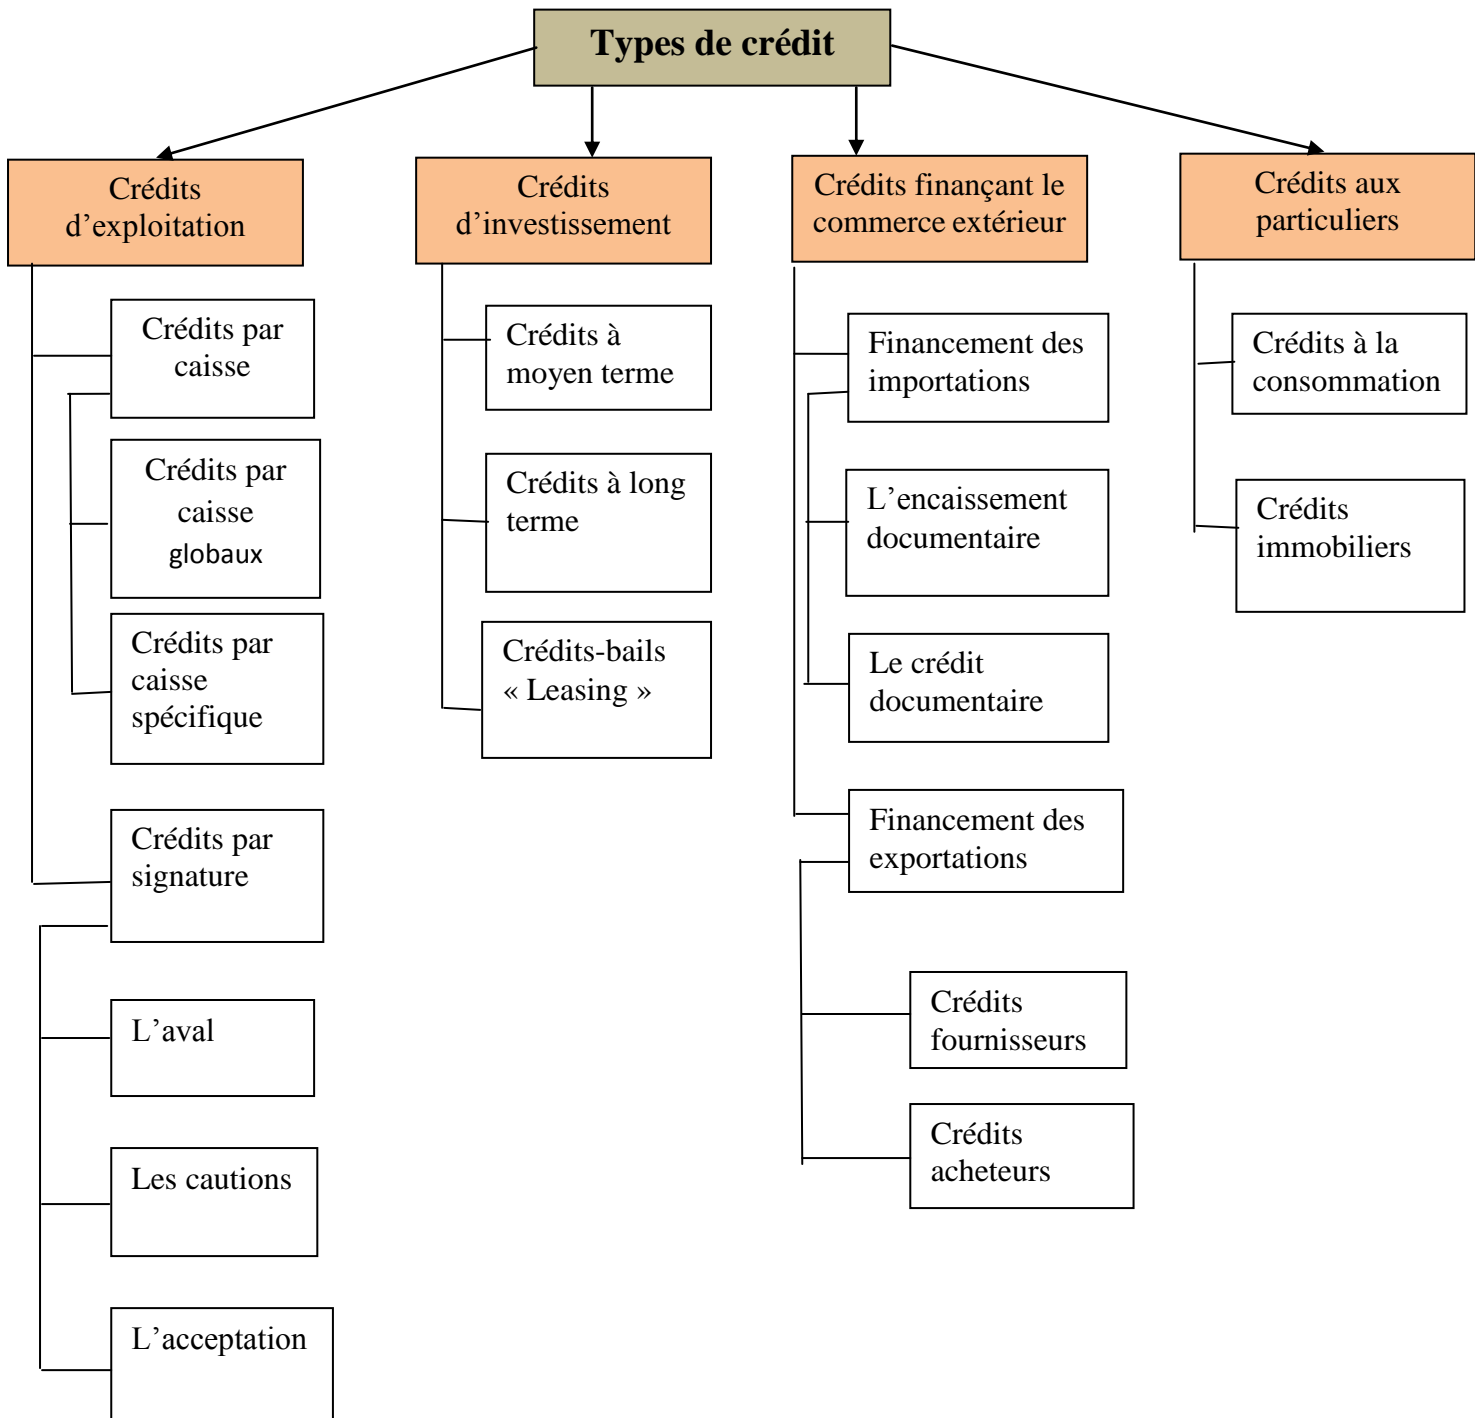 Types de crédit
Crédits
d’exploitation
Crédits par
caisse
Crédits par
caisse
globaux
Crédits par
caisse
spécifique
Crédits par
signature
L’aval
Les cautions
L’acceptation
Crédits
d’investissement
Crédits à
moyen terme
Crédits à long
terme
Crédits-bails
« Leasing »
Crédits finançant le
commerce extérieur
Financement des
importations
L’encaissement
documentaire
Le crédit
documentaire
Financement des
exportations
Crédits
fournisseurs
Crédits
acheteurs
Crédits aux
particuliers
Crédits à la
consommation
Crédits
immobiliers